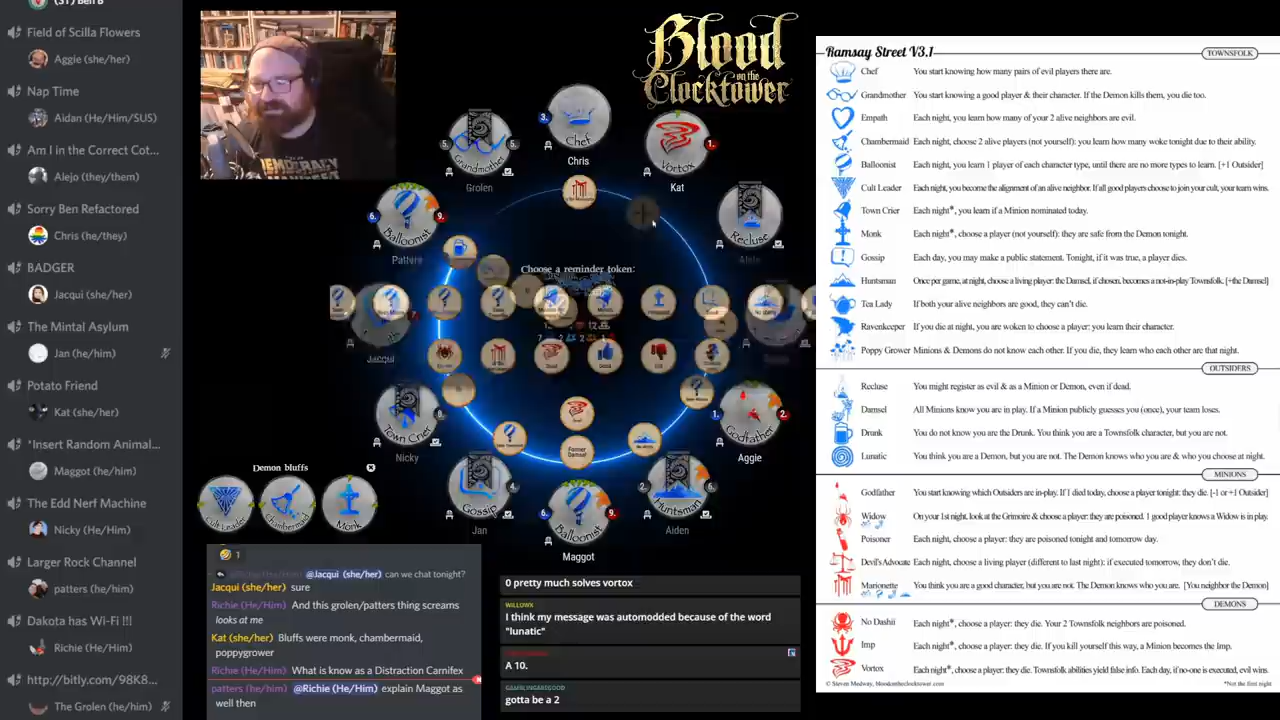 (ST) Ben B
Field of Scilla Flowers
Aggie (she/her)
Nap Time
Aidan (He/Him/SUS)
Am I in the Correct Cot...
Alejo (they/them)
Sorcerous Refactory
Chris (he/they)
BADGER
Jacqui (she/her)
The Mintal Asylum
Jan (he/him)
Potato Friend
Kat (she/her)
*Insert Random Animal...
Maggot (he/him)
The Sand Nerf Machine
Nicky (He/Him)
Larger Rock Channel
patters (he/him)
Dakota has Wi-Fi !!!
Richie (He/Him)
The Grolen (he/him)
DEMOCRACY
Blood
on the
Clocktower
Grandmother
Grolen
Chef
Chris
Vortox
Kat
Balloonist
Recluse
Choose a reminder token:
Jacqui
Town Crier
Nicky
Godfather
Aggie
Former Damsel
Gossip
Jan
Balloonist
Maggot
Huntsman
Aiden
Demon bluffs
Cult Leader
Chambermaid
Monk
1
@Jacqui (she/her) can we chat tonight?
Jacqui (she/her) sure
Richie (He/Him) And this grolen/patters thing screams
looks at me
Kat (she/her) Bluffs were monk, chambermaid,
poppygrower
Richie (He/Him) What is know as a Distraction Carnifex
patters (he/him) @Richie (He/Him) explain Maggot as
well then
0 pretty much solves vortox
WILLOWX
I think my message was automodded because of the word
"lunatic"
A 10.
GAMBLINGARISGOOD
gotta be a 2
Ramsay Street V3.1
TOWNSFOLK
Chef You start knowing how many pairs of evil players there are.
Grandmother You start knowing a good player & their character. If the Demon kills them, you die too.
Empath Each night, you learn how many of your 2 alive neighbors are evil.
Chambermaid Each night, choose 2 alive players (not yourself): you learn how many woke tonight due to their ability.
Balloonist Each night, you learn 1 player of each character type, until there are no more types to learn. [+1 Outsider]
Cult Leader Each night, you become the alignment of an alive neighbor. If all good players choose to join your cult, your team wins.
Town Crier Each night*, you learn if a Minion nominated today.
Monk Each night*, choose a player (not yourself): they are safe from the Demon tonight.
Gossip Each day, you may make a public statement. Tonight, if it was true, a player dies.
Huntsman Once per game, at night, choose a living player: the Damsel, if chosen, becomes a not-in-play Townsfolk. [+the Damsel]
Tea Lady If both your alive neighbors are good, they can't die.
Ravenkeeper If you die at night, you are woken to choose a player: you learn their character.
Poppy Grower Minions & Demons do not know each other. If you die, they learn who each other are that night.
OUTSIDERS
Recluse You might register as evil & as a Minion or Demon, even if dead.
Damsel All Minions know you are in play. If a Minion publicly guesses you (once), your team loses.
Drunk You do not know you are the Drunk. You think you are a Townsfolk character, but you are not.
Lunatic You think you are a Demon, but you are not. The Demon knows who you are & who you choose at night.
MINIONS
Godfather You start knowing which Outsiders are in-play. If 1 died today, choose a player tonight: they die. [-1 or +1 Outsider]
Widow On your 1st night, look at the Grimoire & choose a player: they are poisoned. 1 good player knows a Widow is in play.
Poisoner Each night, choose a player: they are poisoned tonight and tomorrow day.
Devil's Advocate Each night, choose a living player (different to last night): if executed tomorrow, they don't die.
Marionette You think you are a good character, but you are not. The Demon knows who you are. [You neighbor the Demon]
DEMONS
No Dashii Each night*, choose a player: they die. Your 2 Townsfolk neighbors are poisoned.
Imp Each night*, choose a player: they die. If you kill yourself this way, a Minion becomes the Imp.
Vortox Each night*, choose a player: they die. Townsfolk abilities yield false info. Each day, if no-one is executed, evil wins.
© Steven Medway, bloodontheclocktower.com *Not the first night